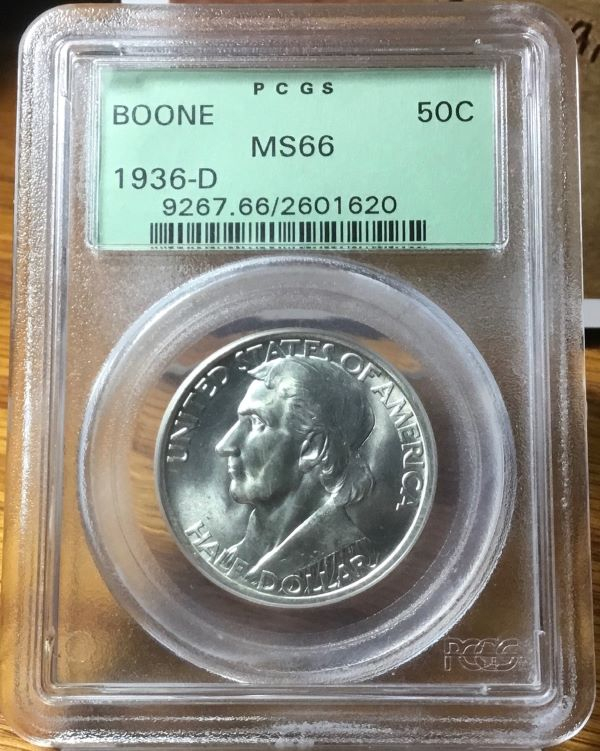 PCGS
BOONE 50C
MS66
1936-D
9267.66/2601620
UNITED STATES OF AMERICA
HALF DOLLAR
PCGS